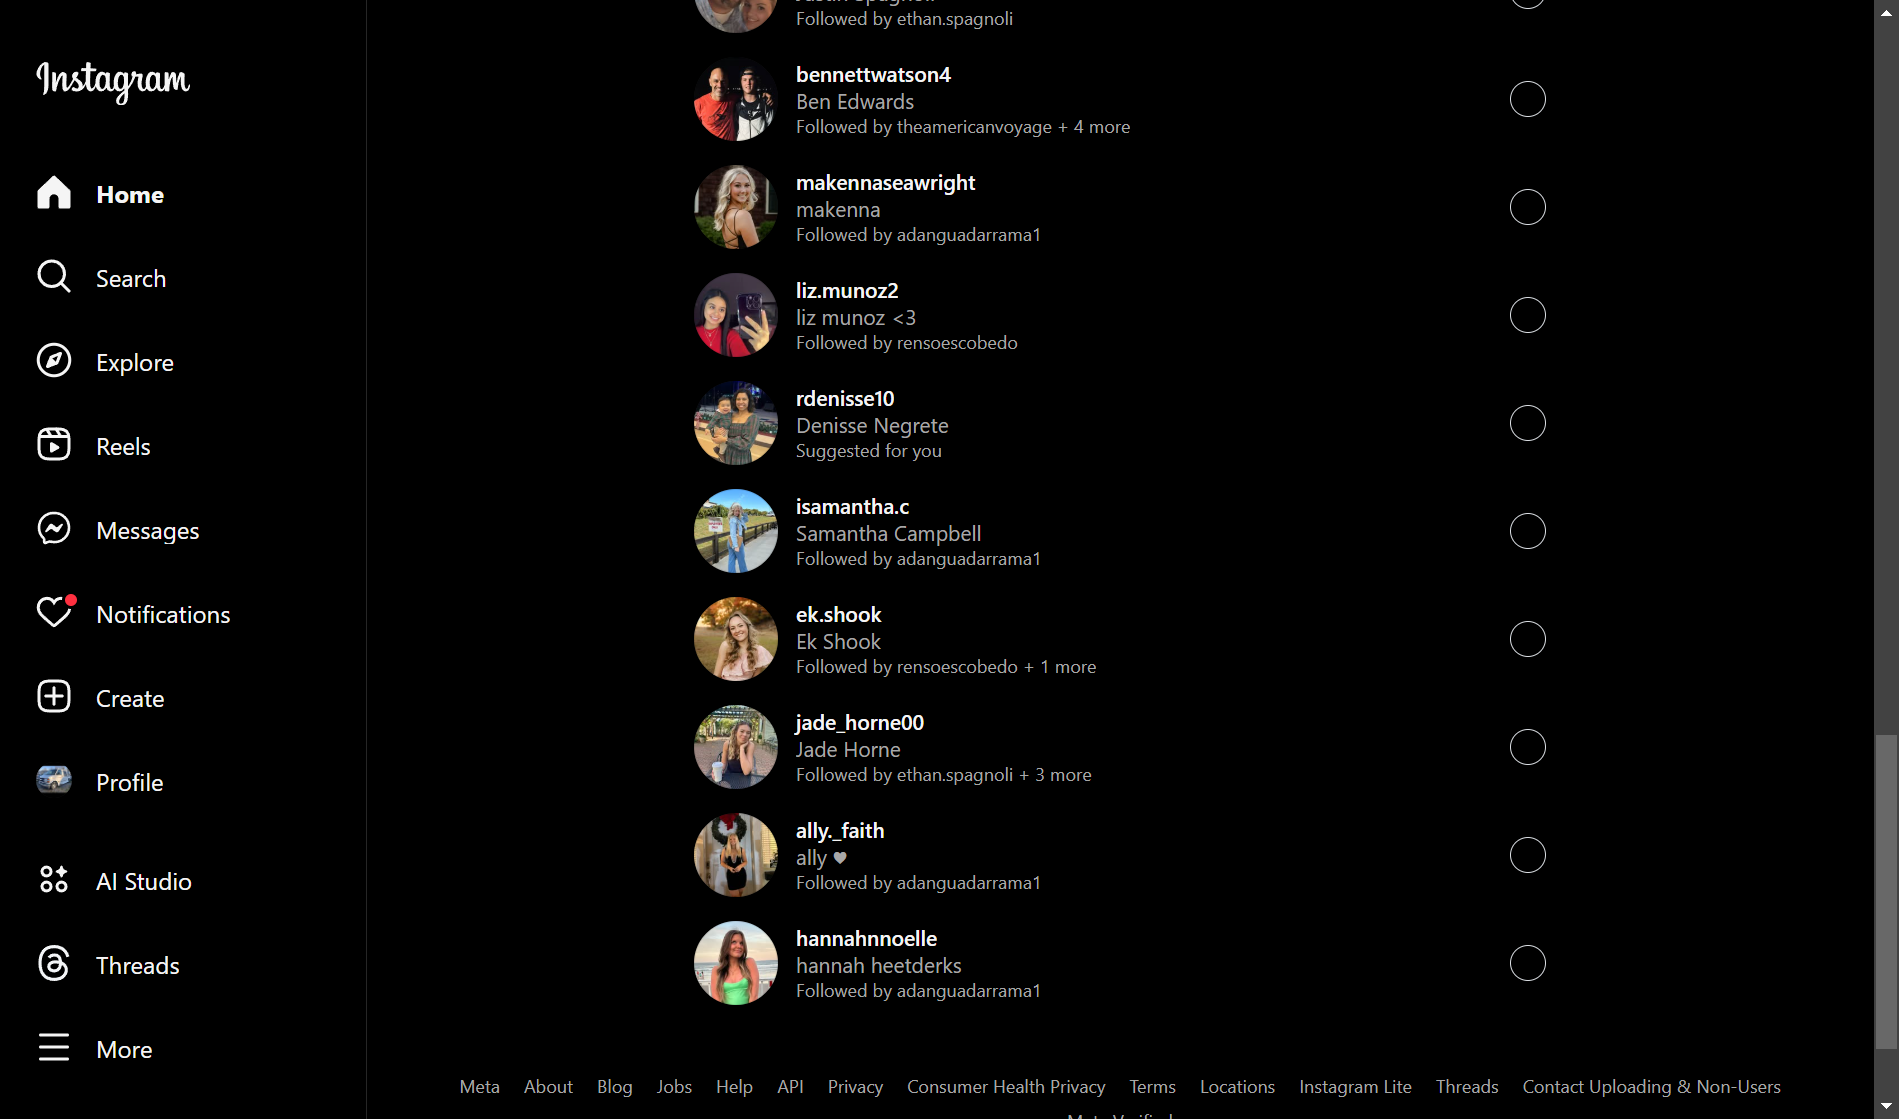 Instagram
Home
Search
Explore
Reels
Messages
Notifications
Create
Profile
AI Studio
Threads
More
Followed by ethan.spagnoli
bennettwatson4
Ben Edwards
Followed by theamericanvoyage + 4 more
makennaseawright
makenna
Followed by adanguadarrama1
liz.munoz2
liz munoz <3
Followed by rensoescobedo
rdenisse10
Denisse Negrete
Suggested for you
isamantha.c
Samantha Campbell
Followed by adanguadarrama1
ek.shook
Ek Shook
Followed by rensoescobedo + 1 more
jade_horne00
Jade Horne
Followed by ethan.spagnoli + 3 more
ally._faith
ally ♥
Followed by adanguadarrama1
hannahnnoelle
hannah heetderks
Followed by adanguadarrama1
Meta About Blog Jobs Help API Privacy Consumer Health Privacy Terms Locations Instagram Lite Threads Contact Uploading & Non-Users